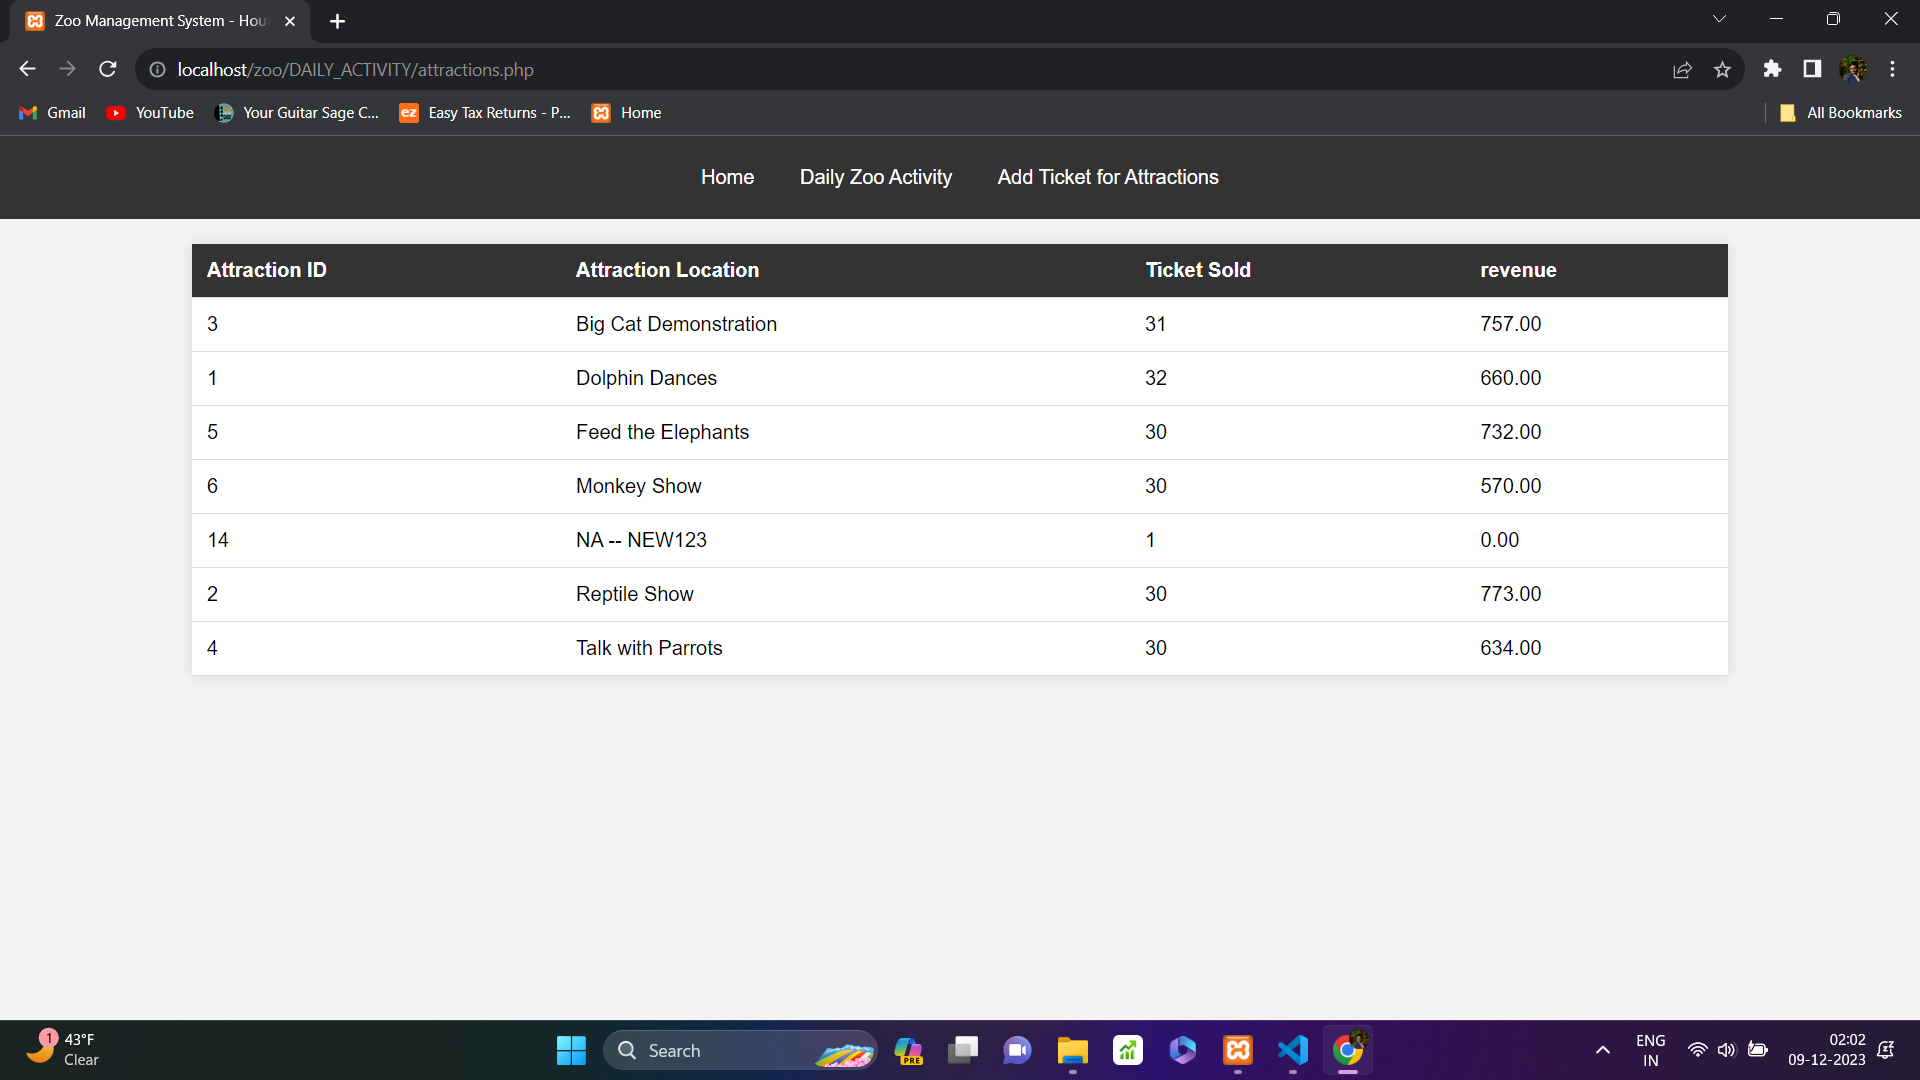 Zoo Management System - Hou
localhost/zoo/DAILY_ACTIVITY/attractions.php
Gmail YouTube Your Guitar Sage C... ez Easy Tax Returns - P... Home All Bookmarks
Home Daily Zoo Activity Add Ticket for Attractions
Attraction ID Attraction Location Ticket Sold revenue
3 Big Cat Demonstration 31 757.00
1 Dolphin Dances 32 660.00
5 Feed the Elephants 30 732.00
6 Monkey Show 30 570.00
14 NA -- NEW123 1 0.00
2 Reptile Show 30 773.00
4 Talk with Parrots 30 634.00
1 43°F
Clear
Search
PRE
ENG
IN
02:02
09-12-2023